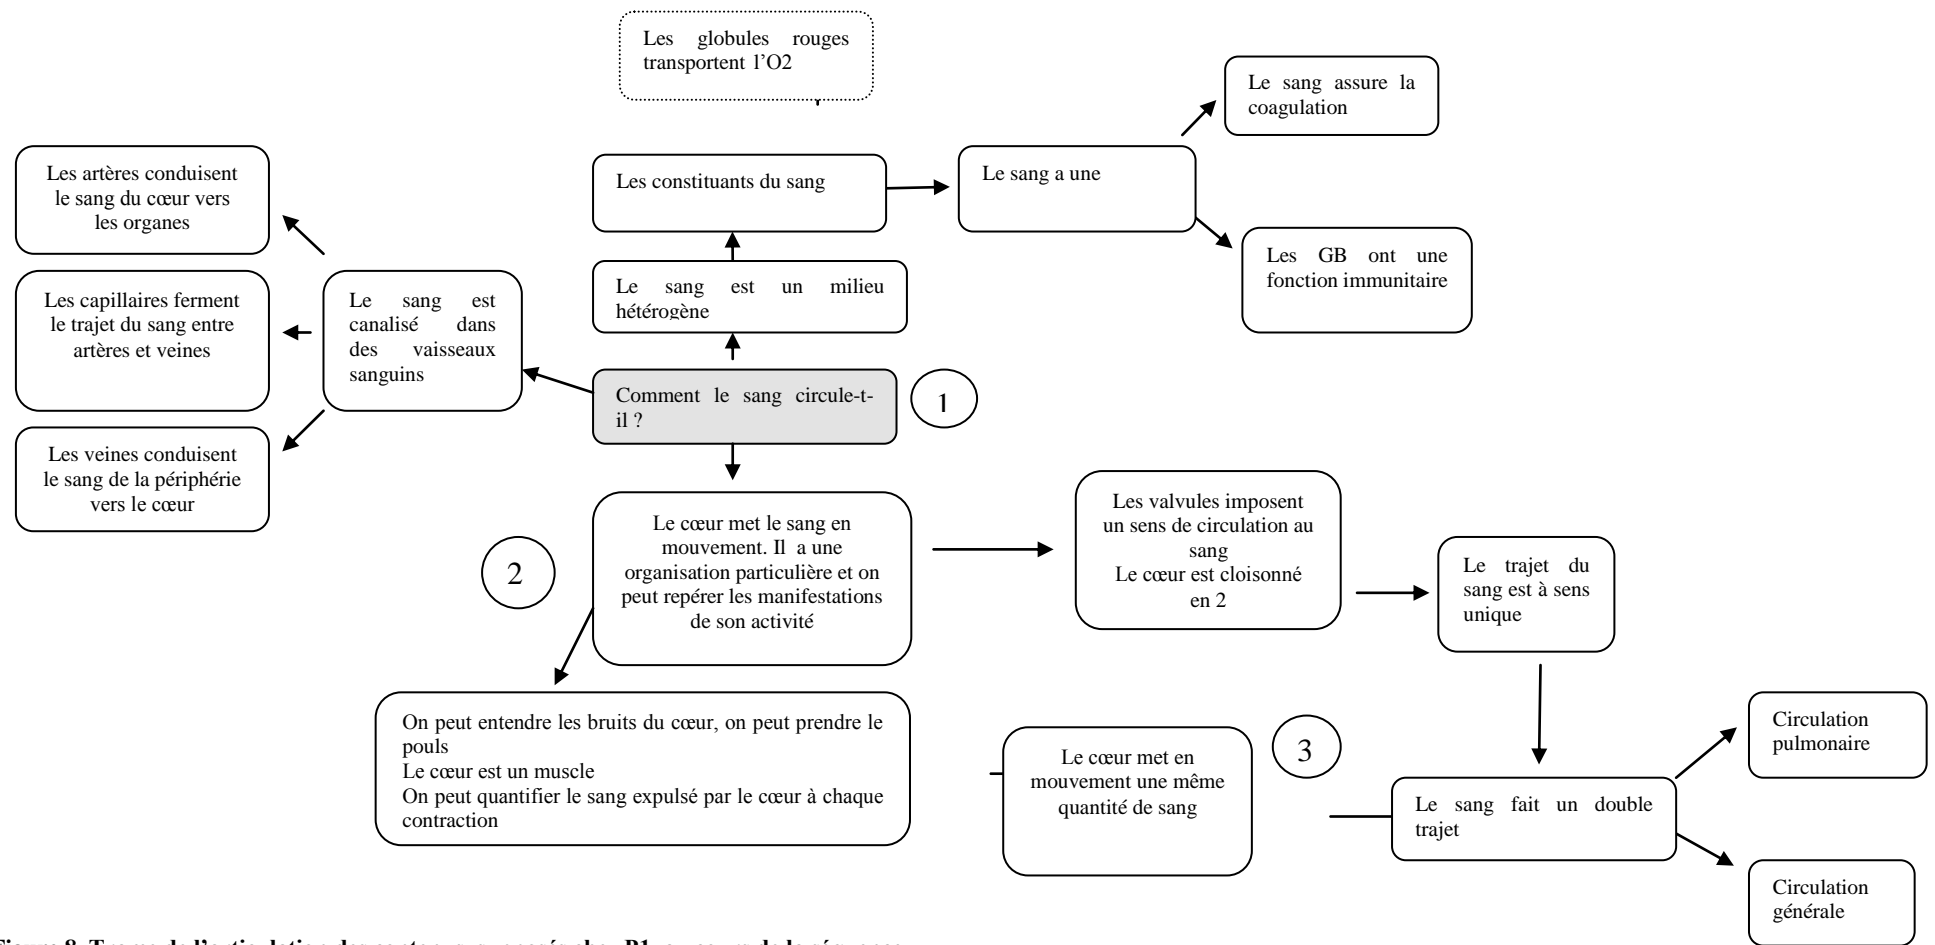 Les globules rouges
transportent l'O2
Le sang assure la
coagulation
Les artères conduisent
le sang du cœur vers
les organes
Les constituants du sang
Le sang a une
Les GB ont une
fonction immunitaire
Les capillaires ferment
le trajet du sang entre
artères et veines
Le sang est
canalisé dans
des vaisseaux
sanguins
Le sang est un milieu
hétérogène
Comment le sang circule-t-
il ?
1
Les veines conduisent
le sang de la périphérie
vers le cœur
2
Le cœur met le sang en
mouvement. Il a une
organisation particulière et on
peut repérer les manifestations
de son activité
Les valvules imposent
un sens de circulation au
sang
Le cœur est cloisonné
en 2
Le trajet du
sang est à sens
unique
On peut entendre les bruits du cœur, on peut prendre le
pouls
Le cœur est un muscle
On peut quantifier le sang expulsé par le cœur à chaque
contraction
Le cœur met en
mouvement une même
quantité de sang
3
Le sang fait un double
trajet
Circulation
pulmonaire
Circulation
générale